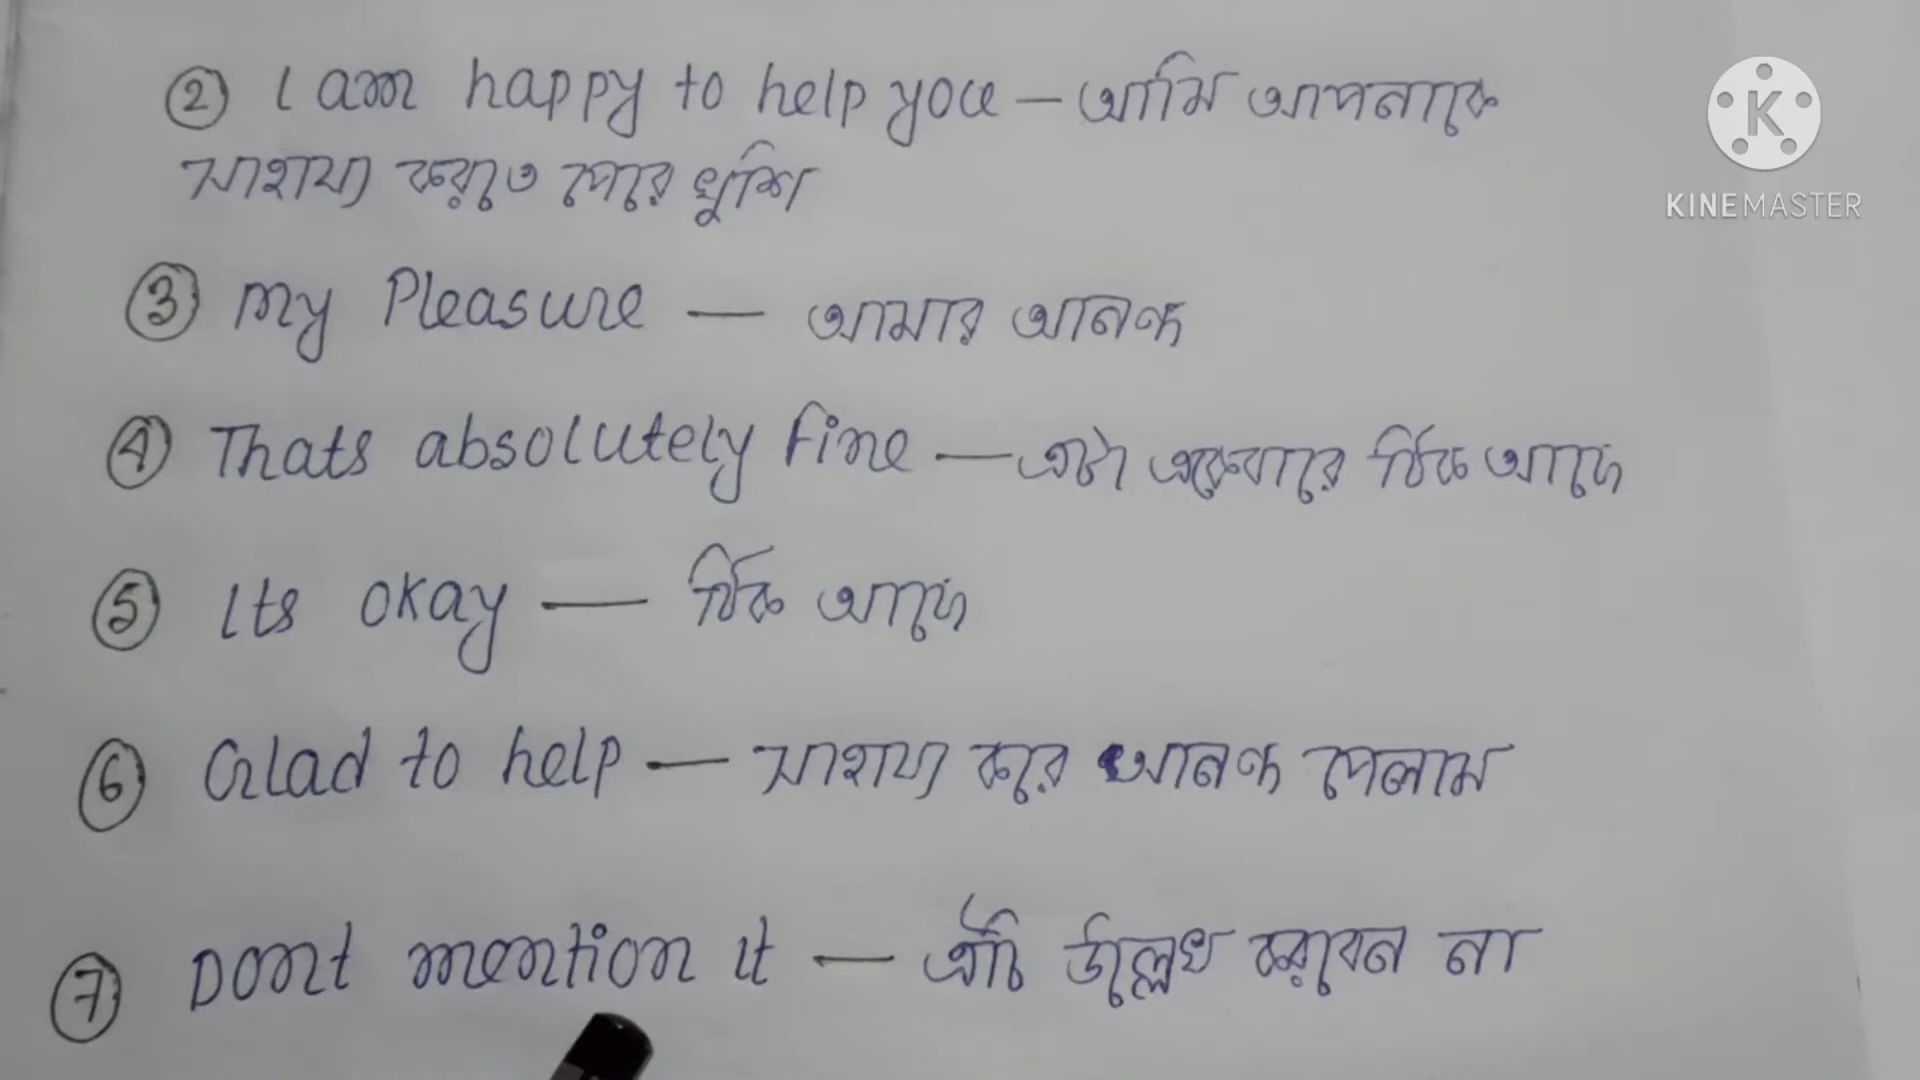 ② I am happy to help you – আমি আপনাকে
সাহায্য করতে পেরে খুশি
③ My Pleasure — আমার আনন্দ
④ Thats absolutely fine — এটা একেবারে ঠিক আছে
⑤ Its okay — ঠিক আছে
⑥ Glad to help — সাহায্য করে আনন্দ পেলাম
⑦ Dont mention it — এটি উল্লেখ করবেন না
K
KINEMASTER